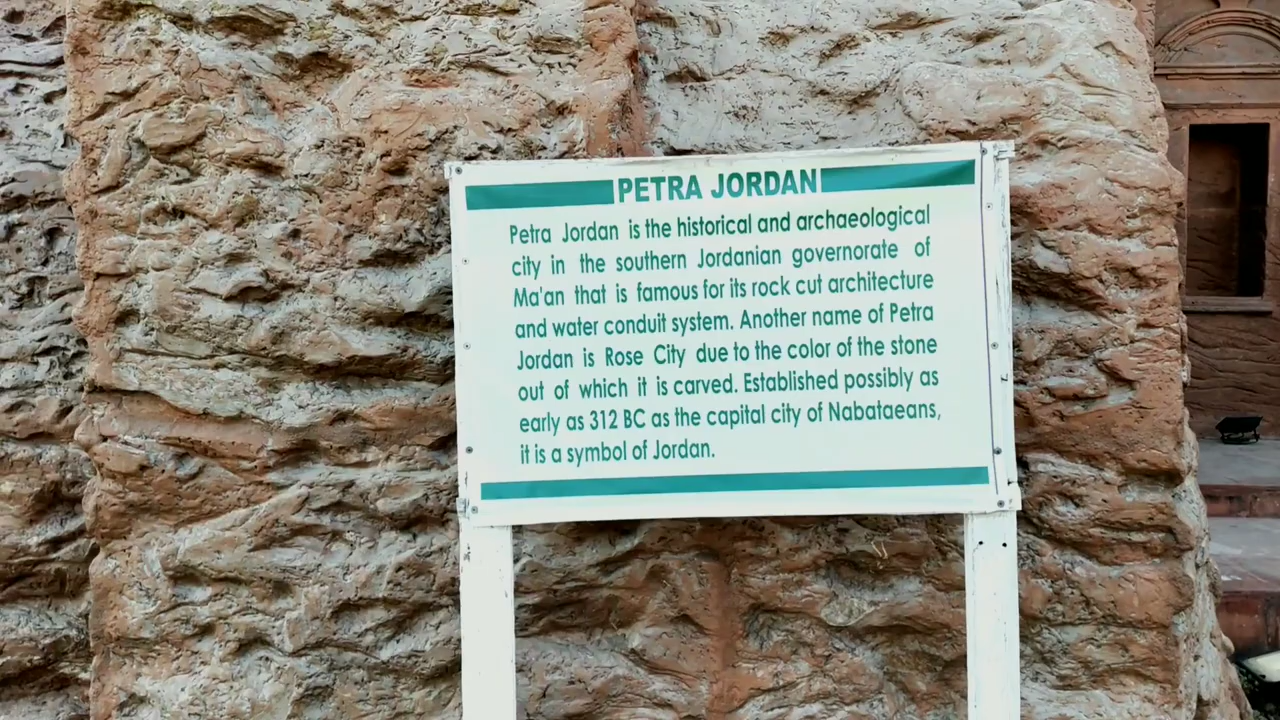 PETRA JORDAN
Petra Jordan is the historical and archaeological
city in the southern Jordanian governorate of
Ma'an that is famous for its rock cut architecture
and water conduit system. Another name of Petra
Jordan is Rose City due to the color of the stone
out of which it is carved. Established possibly as
early as 312 BC as the capital city of Nabataeans,
it is a symbol of Jordan.